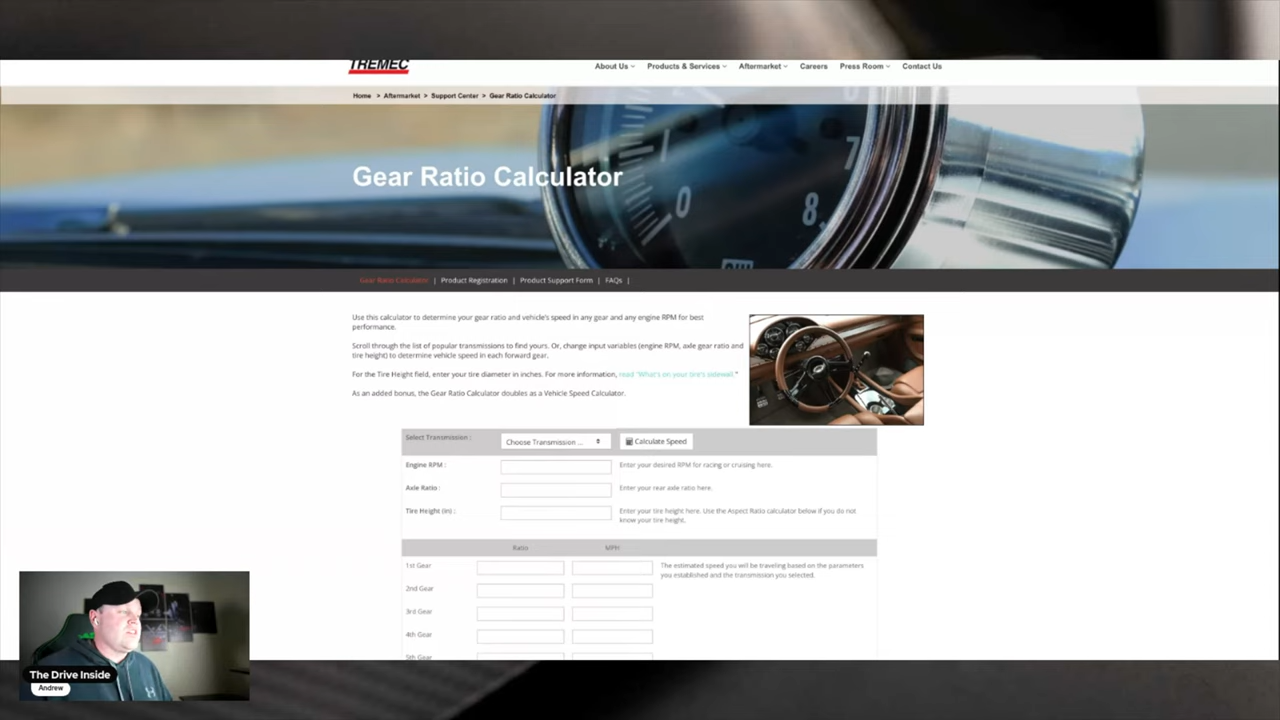 TREMEC
About Us
Products & Services
Aftermarket
Careers
Press Room
Contact Us
Home > Aftermarket > Support Center > Gear Ratio Calculator
Gear Ratio Calculator
7
0
8
Gear Ratio Calculator | Product Registration | Product Support Form | FAQs |
Use this calculator to determine your gear ratio and vehicle's speed in any gear and any engine RPM for best
performance.
Scroll through the list of popular transmissions to find yours. Or, change input variables (engine RPM, axle gear ratio and
tire height) to determine vehicle speed in each forward gear.
For the Tire Height field, enter your tire diameter in inches. For more information, read "What's on your tire's sidewall."
As an added bonus, the Gear Ratio Calculator doubles as a Vehicle Speed Calculator.
Select Transmission :
Choose Transmission ...
Calculate Speed
Engine RPM :
Enter your desired RPM for racing or cruising here.
Axle Ratio :
Enter your rear axle ratio here.
Tire Height (in) :
Enter your tire height here. Use the Aspect Ratio calculator below if you do not
know your tire height.
Ratio
MPH
1st Gear
The estimated speed you will be traveling based on the parameters
you established and the transmission you selected.
2nd Gear
3rd Gear
4th Gear
5th Gear
The Drive Inside
Andrew